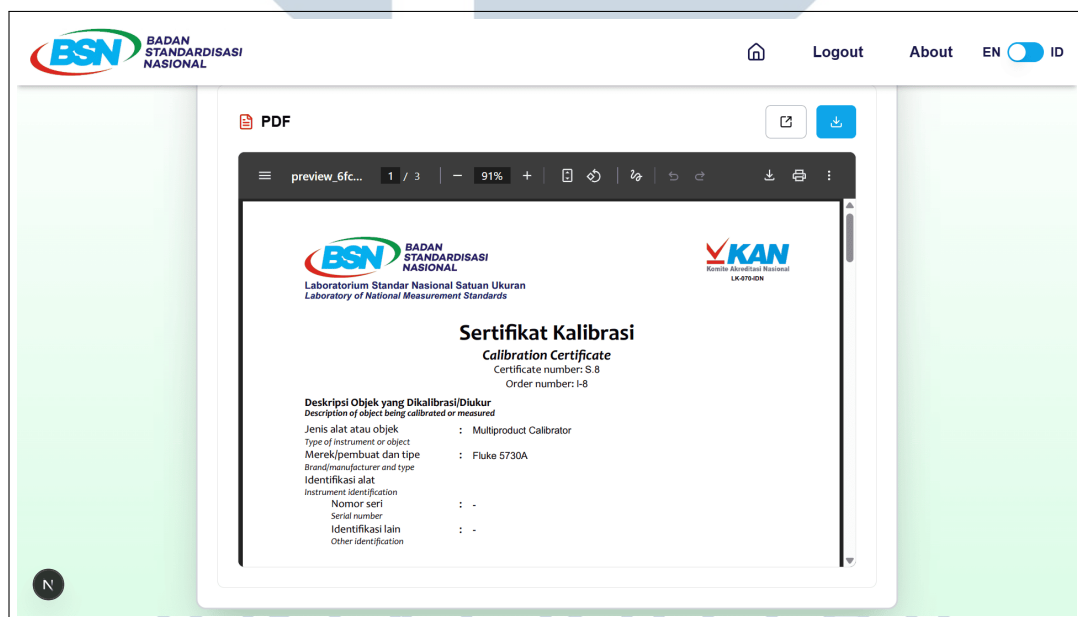 BSN BADAN
STANDARDISASI
NASIONAL
Logout About EN ID
PDF
preview_6fc... 1 / 3 91%
BSN BADAN
STANDARDISASI
NASIONAL
Laboratorium Standar Nasional Satuan Ukuran
Laboratory of National Measurement Standards
KAN
Komite Akreditasi Nasional
LK-070-IDN
Sertifikat Kalibrasi
Calibration Certificate
Certificate number: S.8
Order number: I-8
Deskripsi Objek yang Dikalibrasi/Diukur
Description of object being calibrated or measured
Jenis alat atau objek : Multiproduct Calibrator
Type of instrument or object
Merek/pembuat dan tipe : Fluke 5730A
Brand/manufacturer and type
Identifikasi alat
Instrument identification
Nomor seri : -
Serial number
Identifikasi lain : -
Other identification
N